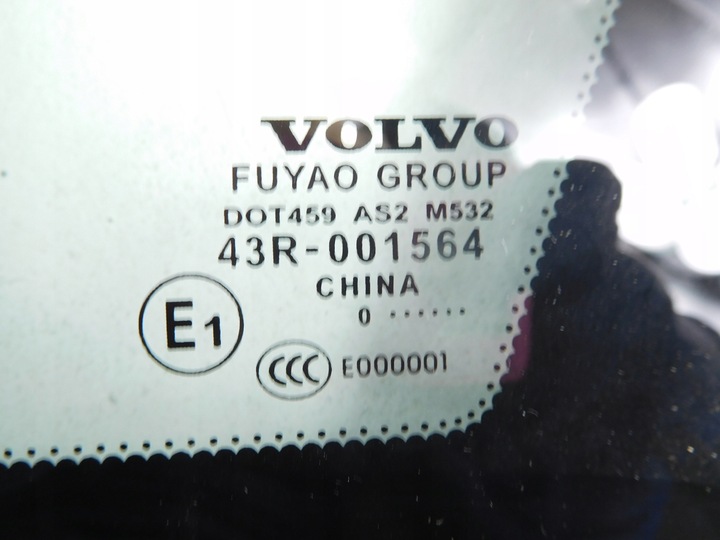 VOLVO
FUYAO GROUP
DOT459 AS2 M532
43R-001564
CHINA
0 ······
E1
CCC E000001